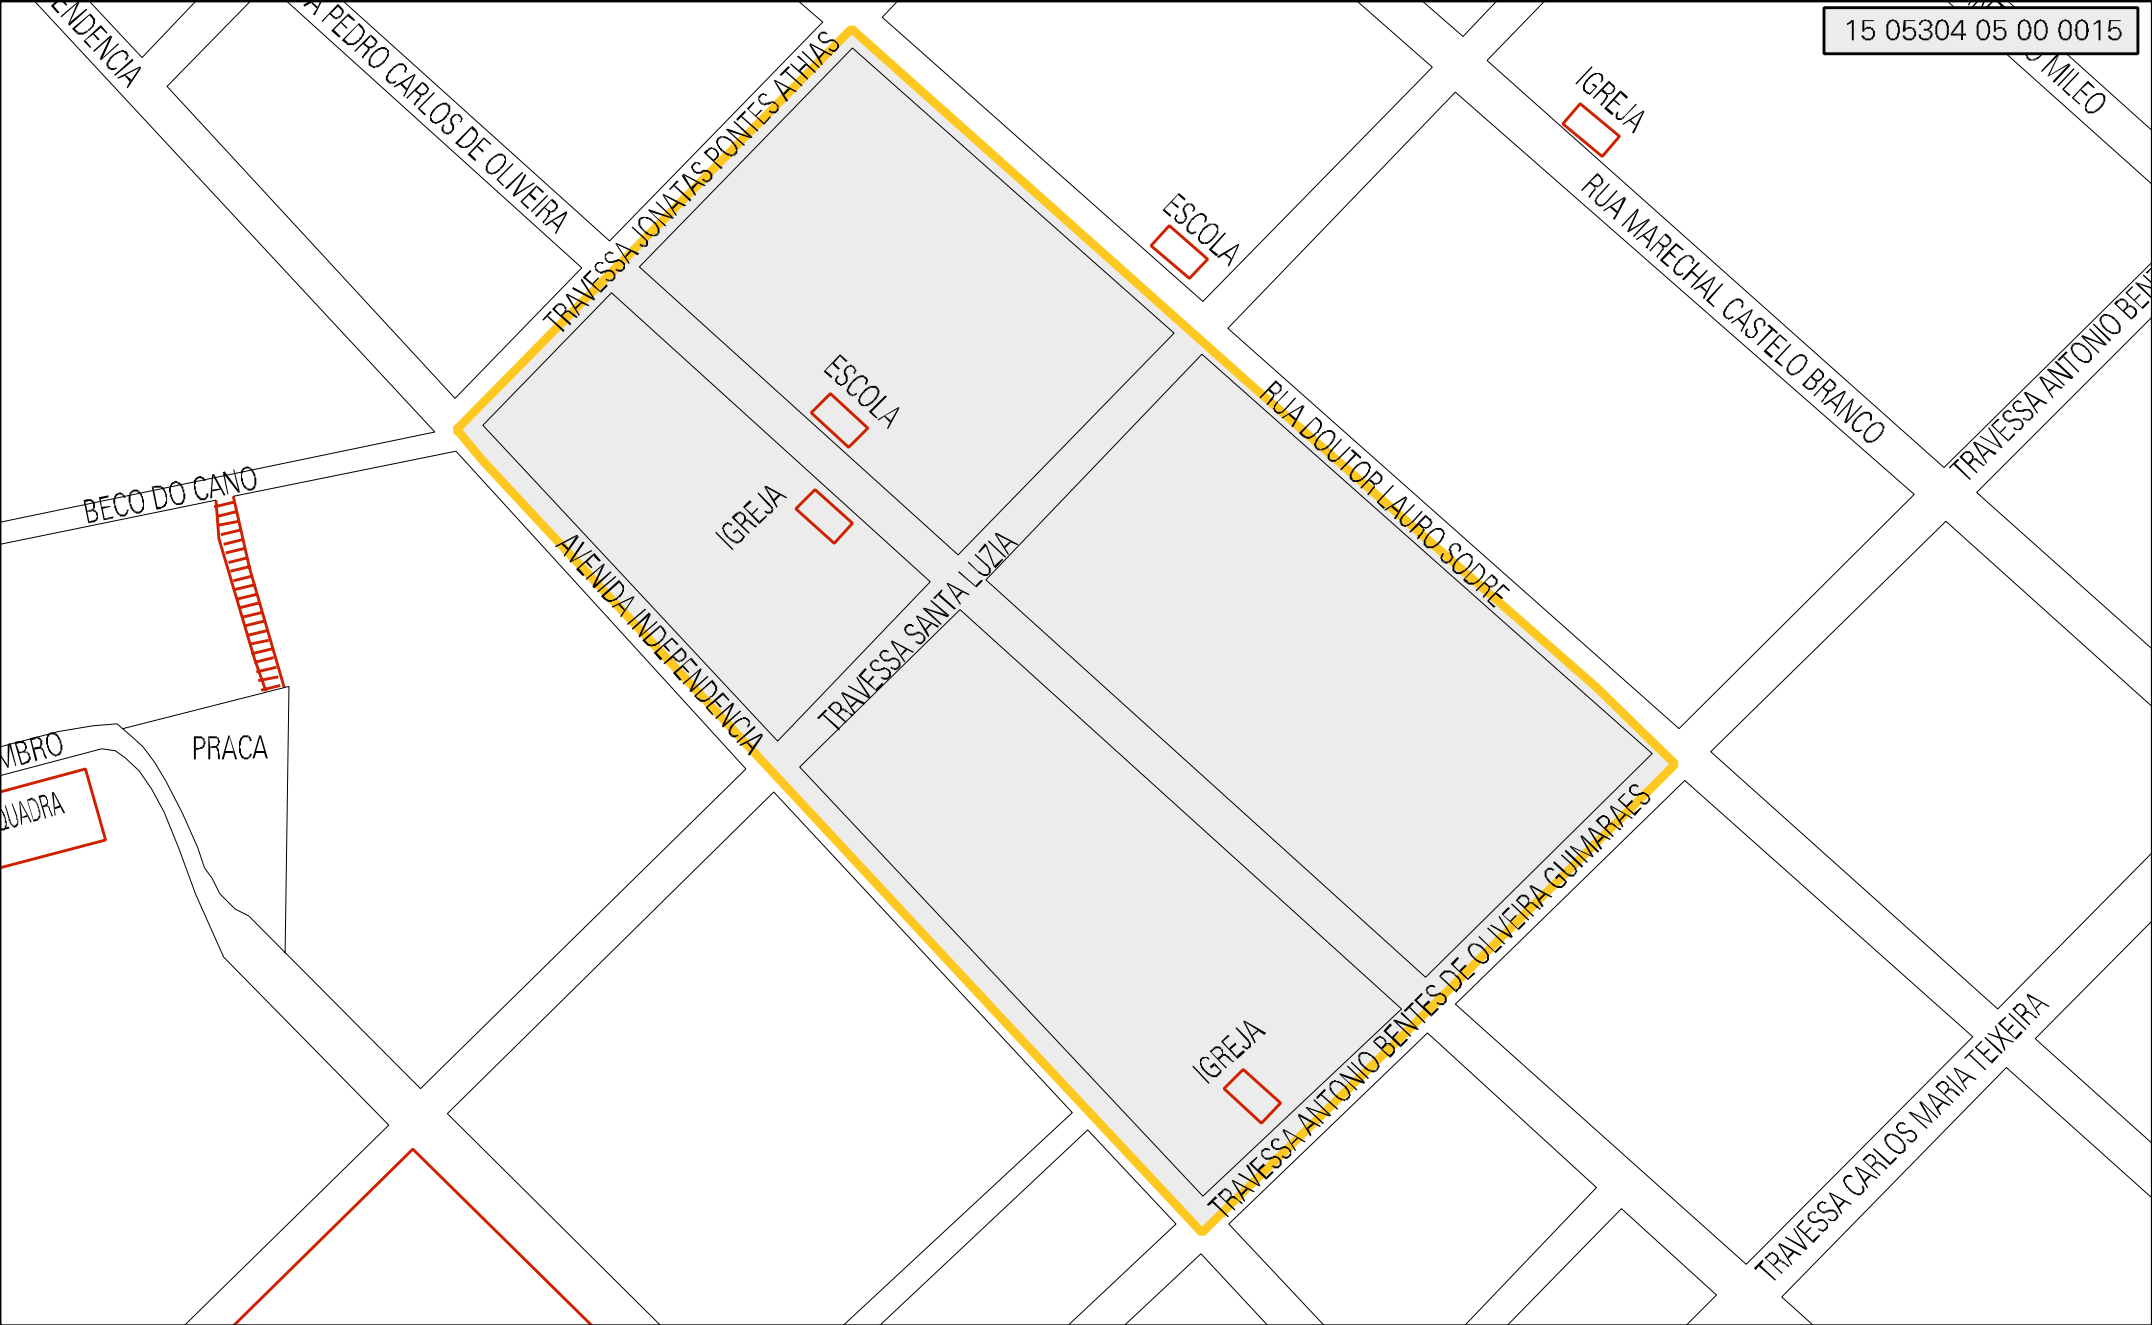 15 05304 05 00 0015
PEDRO CARLOS DE OLIVEIRA
TRAVESSA JONATAS PONTES ATHIAS
MILEO
IGREJA
ESCOLA
RUA MARECHAL CASTELO BRANCO
TRAVESSA ANTONIO
ESCOLA
RUA DOUTOR LAURO SODRE
BECO DO CANO
IGREJA
AVENIDA INDEPENDENCIA
TRAVESSA SANTA LUZIA
PRACA
QUADRA
TRAVESSA ANTONIO BENTES DE OLIVEIRA GUIMARAES
IGREJA
TRAVESSA CARLOS MARIA TEIXEIRA